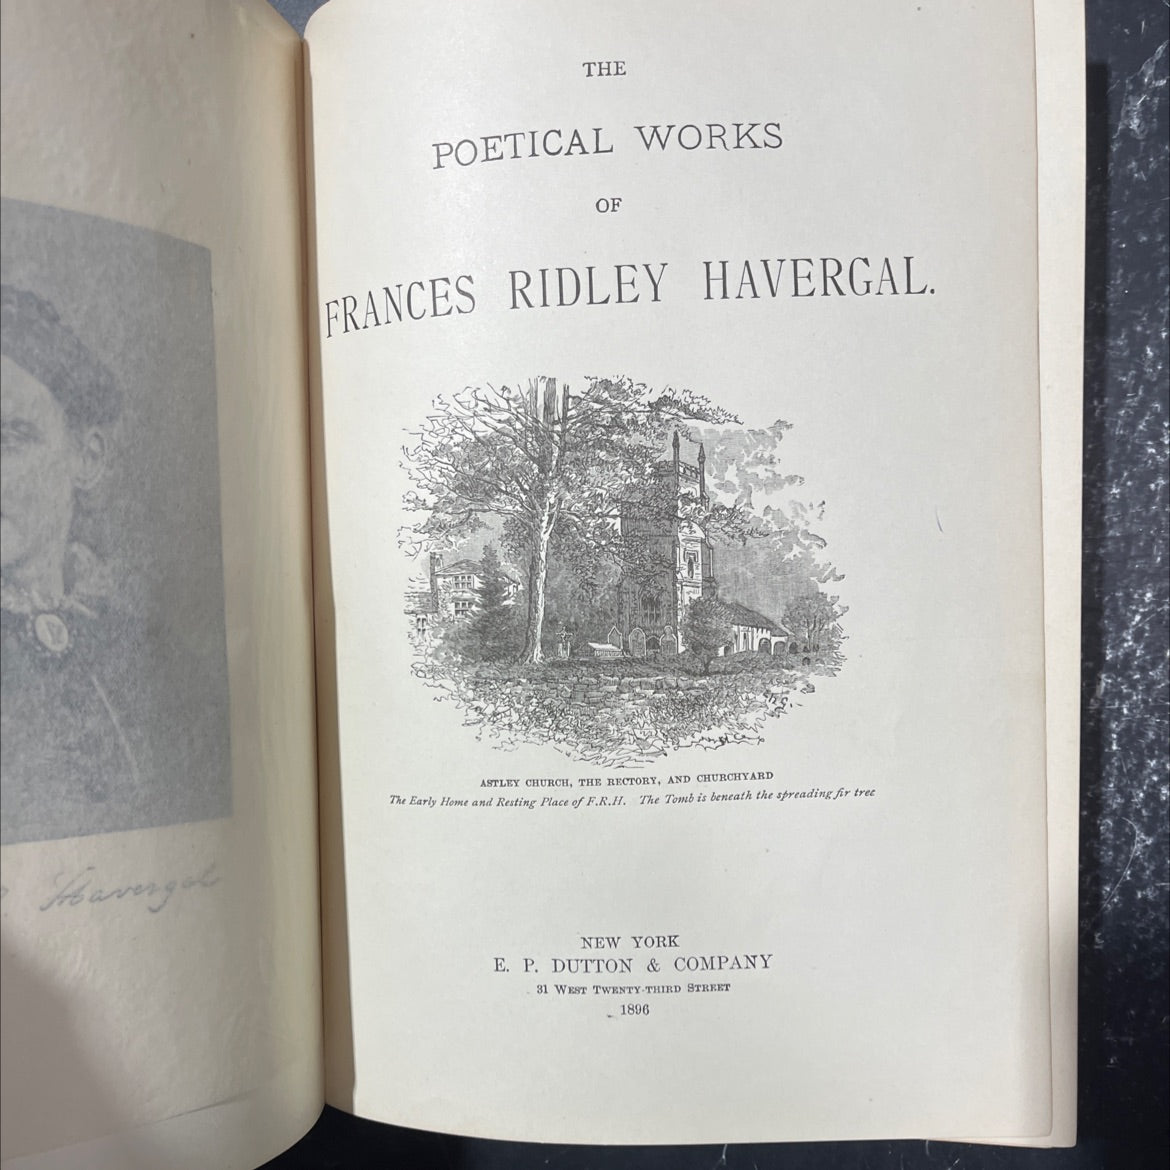 Havergal
THE
POETICAL WORKS
OF
FRANCES RIDLEY HAVERGAL.
ASTLEY CHURCH, THE RECTORY, AND CHURCHYARD
The Early Home and Resting Place of F.R.H. The Tomb is beneath the spreading fir tree
NEW YORK
E. P. DUTTON & COMPANY
31 WEST TWENTY-THIRD STREET
1896